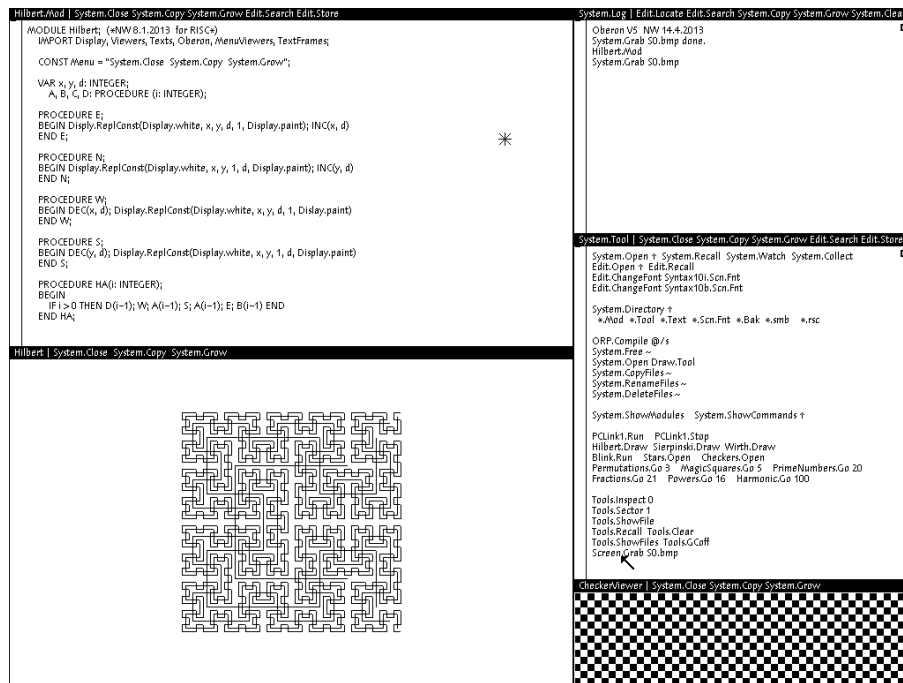 Hilbert.Mod | System.Close System.Copy System.Grow Edit.Search Edit.Store
MODULE Hilbert; (*NW 8.1.2013 for RISC*)
IMPORT Display, Viewers, Texts, Oberon, MenuViewers, TextFrames;
CONST Menu = "System.Close System.Copy System.Grow";
VAR x, y, d: INTEGER;
A, B, C, D: PROCEDURE (i: INTEGER);
PROCEDURE E;
BEGIN Disply.ReplConst(Display.white, x, y, d, 1, Display.paint); INC(x, d)
END E;
PROCEDURE N;
BEGIN Display.ReplConst(Display.white, x, y, 1, d, Display.paint); INC(y, d)
END N;
PROCEDURE W;
BEGIN DEC(x, d); Display.ReplConst(Display.white, x, y, d, 1, Dislay.paint)
END W;
PROCEDURE S;
BEGIN DEC(y, d); Display.ReplConst(Display.white, x, y, 1, d, Display.paint)
END S;
PROCEDURE HA(i: INTEGER);
BEGIN
IF i > 0 THEN D(i-1); W; A(i-1); S; A(i-1); E; B(i-1) END
END HA;
Hilbert | System.Close System.Copy System.Grow
System.Log | Edit.Locate Edit.Search System.Copy System.Grow System.Clea
Oberon V5 NW 14.4.2013
System.Grab S0.bmp done.
Hilbert.Mod
System.Grab S0.bmp
System.Tool | System.Close System.Copy System.Grow Edit.Search Edit.Store
System.Open ↑ System.Recall System.Watch System.Collect
Edit.Open ↑ Edit.Recall
Edit.ChangeFont Syntax10i.Scn.Fnt
Edit.ChangeFont Syntax10b.Scn.Fnt
System.Directory ↑
*.Mod *.Tool *.Text *.Scn.Fnt *.Bak *.smb *.rsc
ORP.Compile @/s
System.Free ~
System.Open Draw.Tool
System.CopyFiles ~
System.RenameFiles ~
System.DeleteFiles ~
System.ShowModules System.ShowCommands ↑
PCLink1.Run PCLink1.Stop
Hilbert.Draw Sierpinski.Draw Wirth.Draw
Blink.Run Stars.Open Checkers.Open
Permutations.Go 3 MagicSquares.Go 5 PrimeNumbers.Go 20
Fractions.Go 21 Powers.Go 16 Harmonic.Go 100
Tools.Inspect 0
Tools.Sector 1
Tools.ShowFile
Tools.Recall Tools.Clear
Tools.ShowFiles Tools.GCoff
Screen.Grab S0.bmp
CheckerViewer | System.Close System.Copy System.Grow